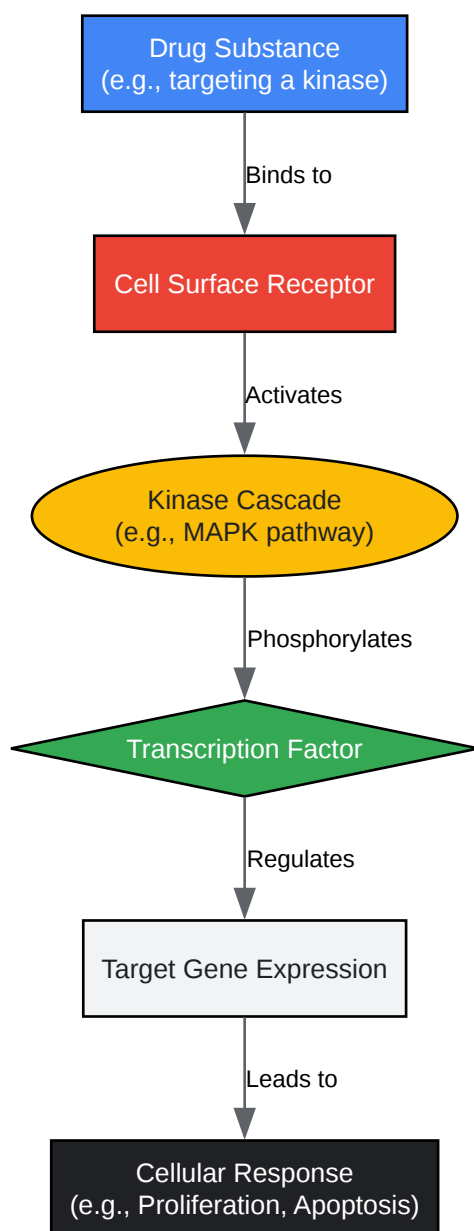 Drug Substance
(e.g., targeting a kinase)
Binds to
Cell Surface Receptor
Activates
Kinase Cascade
(e.g., MAPK pathway)
Phosphorylates
Transcription Factor
Regulates
Target Gene Expression
Leads to
Cellular Response
(e.g., Proliferation, Apoptosis)